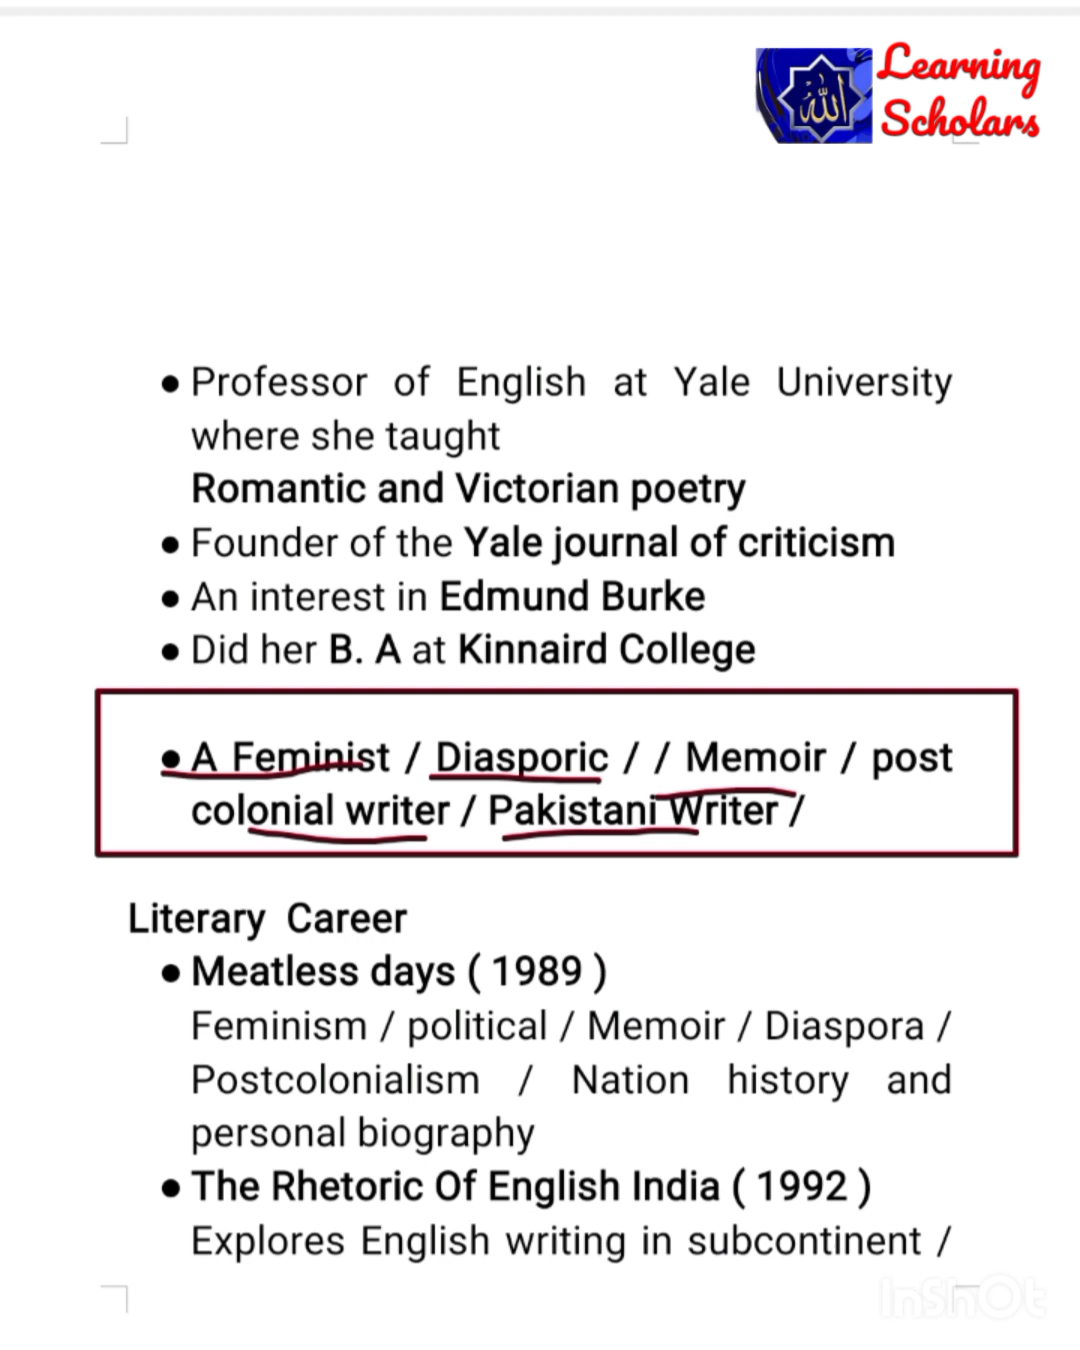 Learning
Scholars
الله
● Professor of English at Yale University
where she taught
Romantic and Victorian poetry
● Founder of the Yale journal of criticism
● An interest in Edmund Burke
● Did her B. A at Kinnaird College
● A Feminist / Diasporic / / Memoir / post
colonial writer / Pakistani Writer /
Literary Career
● Meatless days ( 1989 )
Feminism / political / Memoir / Diaspora /
Postcolonialism / Nation history and
personal biography
● The Rhetoric Of English India ( 1992 )
Explores English writing in subcontinent /
InShOt